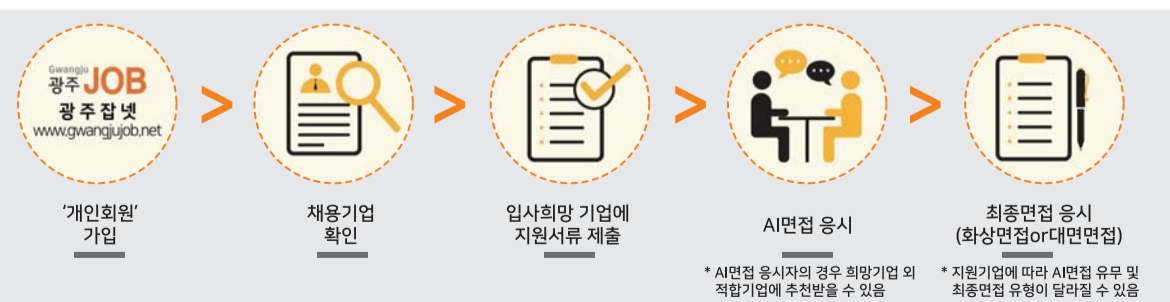 Gwangju
광주 JOB
광주잡넷
www.gwangjujob.net
>
>
>
>
'개인회원'
가입
채용기업
확인
입사희망 기업에
지원서류 제출
AI면접 응시
* AI면접 응시자의 경우 희망기업 외
적합기업에 추천받을 수 있음
최종면접 응시
(화상면접or대면면접)
* 지원기업에 따라 AI면접 유무 및
최종면접 유형이 달라질 수 있음